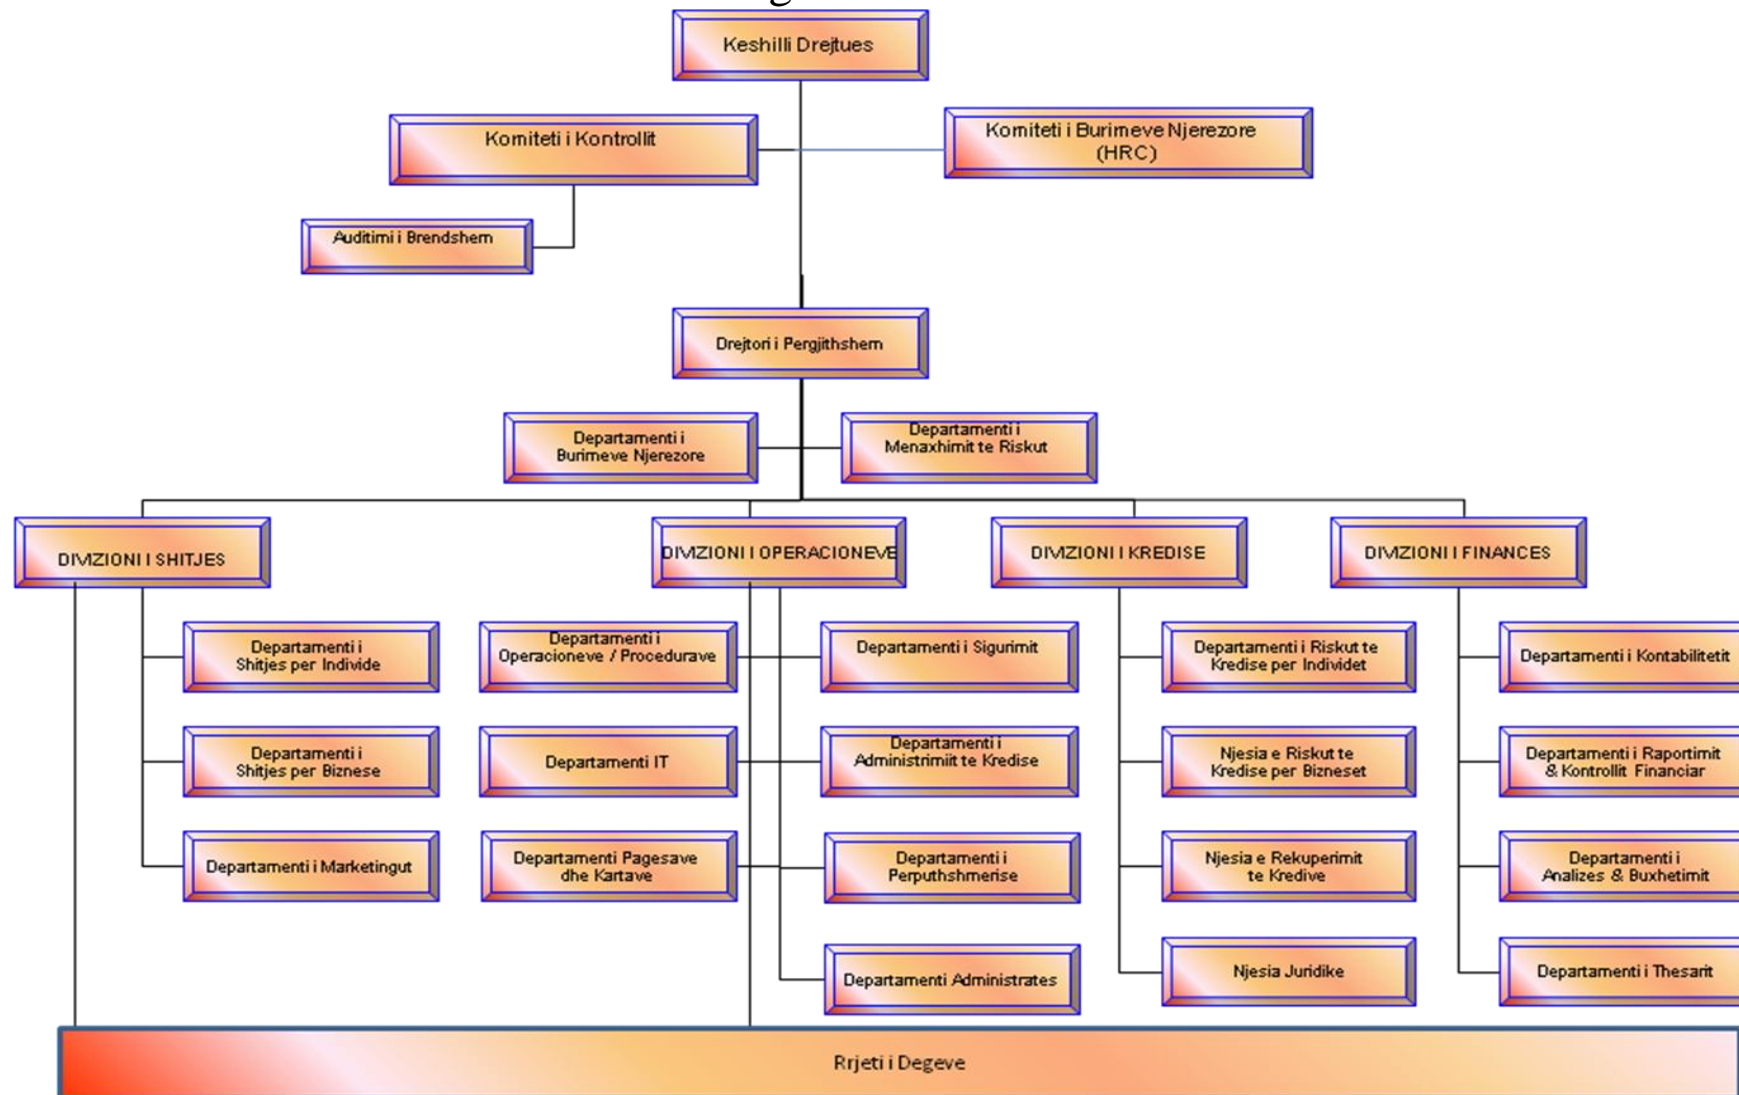 Keshilli Drejtues
Komiteti i Kontrollit
Komiteti i Burimeve Njerezore
(HRC)
Auditimi i Brendshem
Drejtori i Pergjithshem
Departamenti i
Burimeve Njerezore
Departamenti i
Menaxhimit te Riskut
DIVIZIONI I SHITJES
DIVIZIONI I OPERACIONEVE
DIVIZIONI I KREDISE
DIVIZIONI I FINANCES
Departamenti i
Shitjes per Individe
Departamenti i
Operacioneve / Procedurave
Departamenti i Sigurimit
Departamenti i Riskut te
Kredise per Individet
Departamenti i Kontabilitetit
Departamenti i
Shitjes per Biznese
Departamenti IT
Departamenti i
Administrimiit te Kredise
Njesia e Riskut te
Kredise per Bizneset
Departamenti i Raportimit
& Kontrollit Financiar
Departamenti i Marketingut
Departamenti Pagesave
dhe Kartave
Departamenti i
Perputhshmerise
Njesia e Rekuperimit
te Kredive
Departamenti i
Analizes & Buxhetimit
Departamenti Administrates
Njesia Juridike
Departamenti i Thesarit
Rrjeti i Degeve